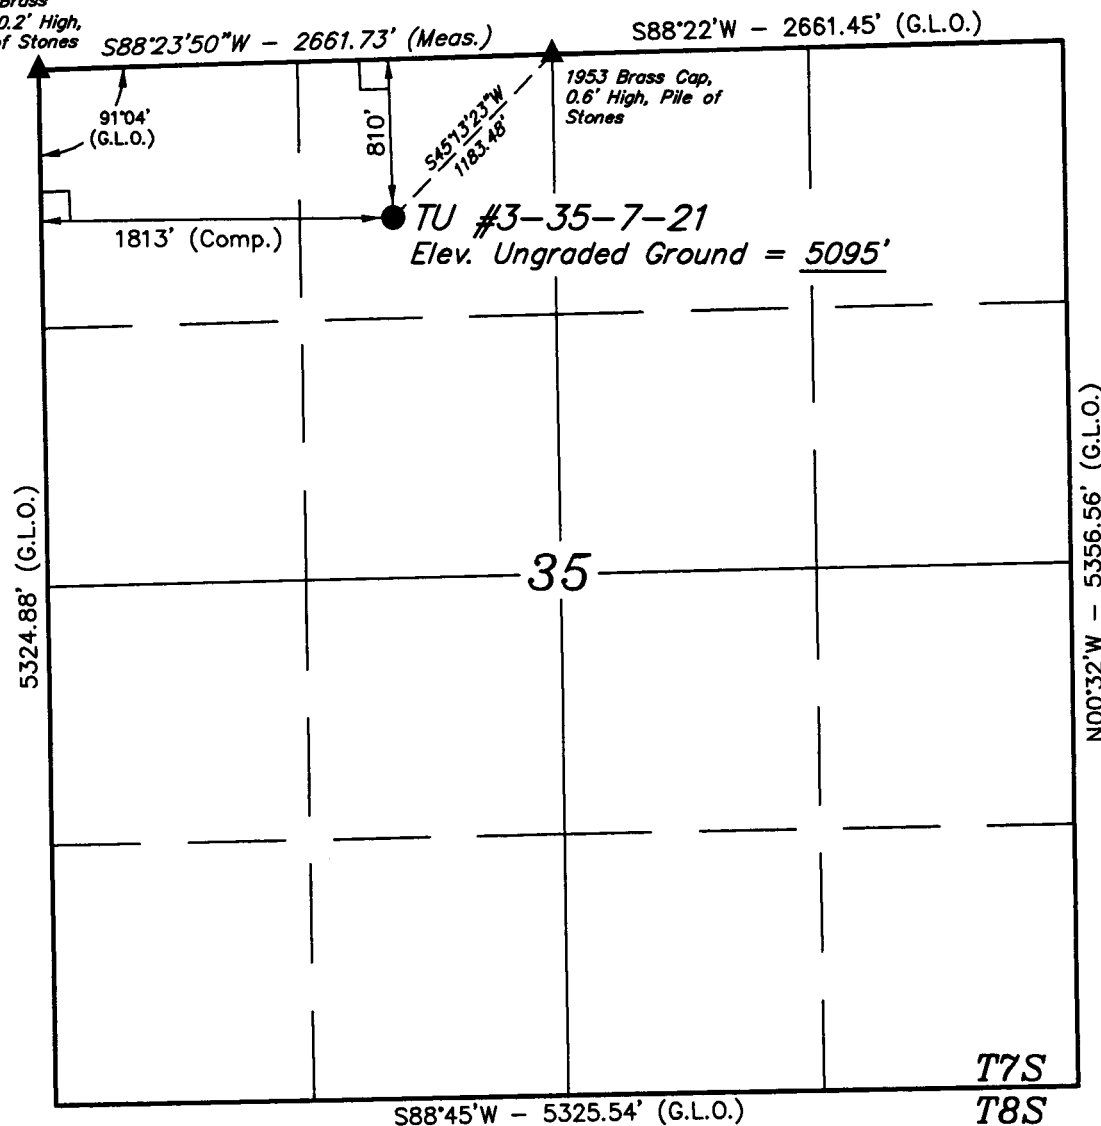 Brass
0.2' High,
of Stones
S88°23'50"W - 2661.73' (Meas.)
S88°22'W - 2661.45' (G.L.O.)
1953 Brass Cap,
0.6' High, Pile of
Stones
91°04'
(G.L.O.)
810'
S45°13'23"W
1183.48'
1813' (Comp.)
TU #3-35-7-21
Elev. Ungraded Ground = 5095'
5324.88' (G.L.O.)
35
N00°32'W - 5356.56' (G.L.O.)
T7S
T8S
S88°45'W - 5325.54' (G.L.O.)